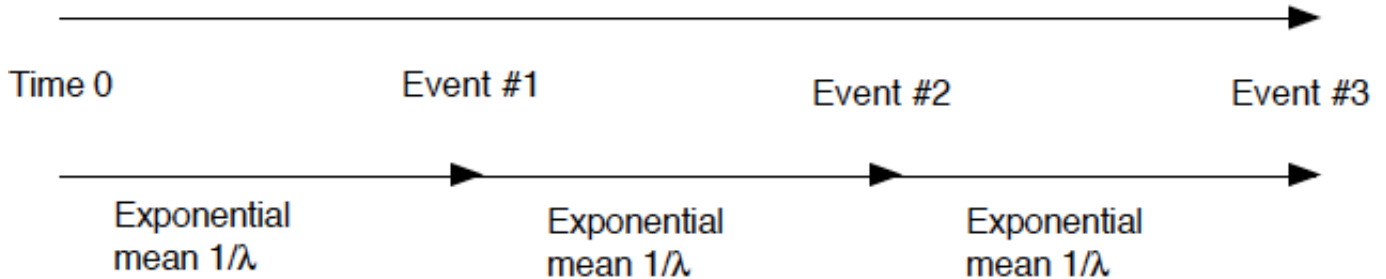 Time 0 Event #1 Event #2 Event #3
Exponential Exponential Exponential
mean 1/λ mean 1/λ mean 1/λ